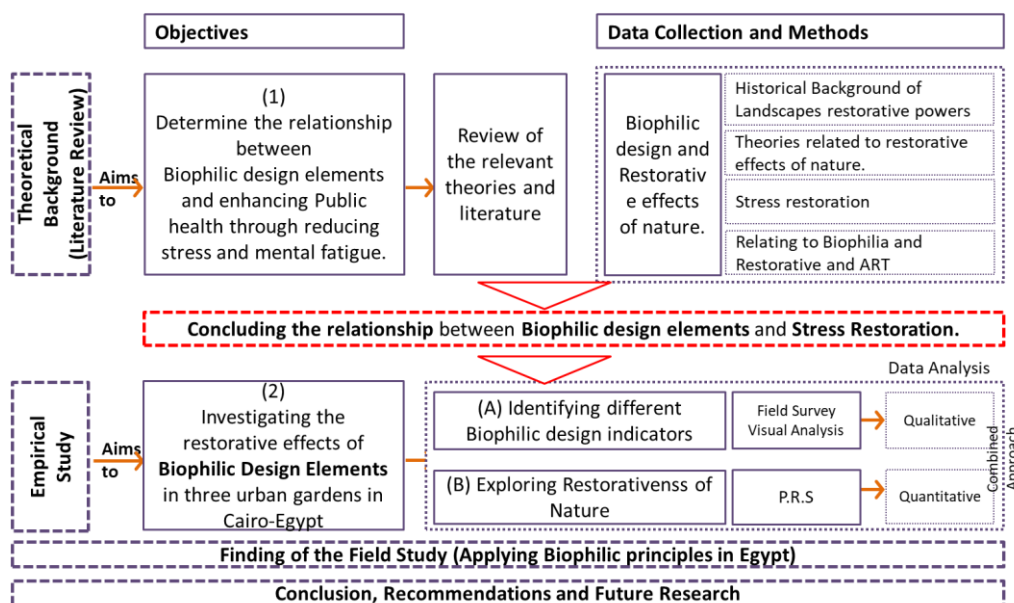 Objectives
Data Collection and Methods
Theoretical
Background
(Literature Review)
Aims
to
(1)
Determine the relationship
between
Biophilic design elements
and enhancing Public
health through reducing
stress and mental fatigue.
Review of
the relevant
theories and
literature
Biophilic
design and
Restorativ
e effects
of nature.
Historical Background of
Landscapes restorative powers
Theories related to restorative
effects of nature.
Stress restoration
Relating to Biophilia and
Restorative and ART
Concluding the relationship between Biophilic design elements and Stress Restoration.
Empirical
Study
Aims
to
(2)
Investigating the
restorative effects of
Biophilic Design Elements
in three urban gardens in
Cairo-Egypt
Data Analysis
(A) Identifying different
Biophilic design indicators
Field Survey
Visual Analysis
Qualitative
(B) Exploring Restorativenss of
Nature
P.R.S
Quantitative
Combined
Approach
Finding of the Field Study (Applying Biophilic principles in Egypt)
Conclusion, Recommendations and Future Research